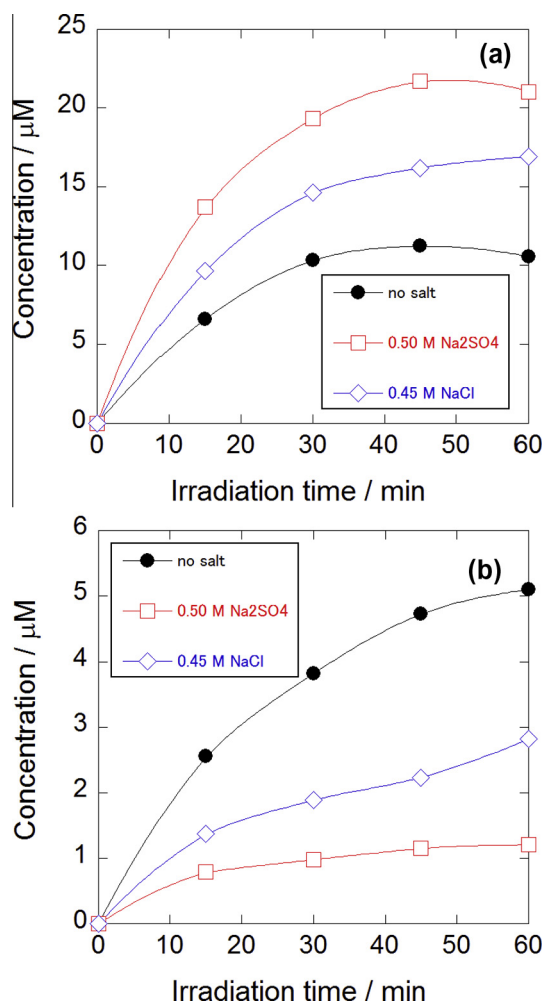 (a)
Concentration / μM
25
20
15
10
5
0
no salt
0.50 M Na2SO4
0.45 M NaCl
0 10 20 30 40 50 60
Irradiation time / min
(b)
Concentration / μM
6
5
4
3
2
1
0
no salt
0.50 M Na2SO4
0.45 M NaCl
0 10 20 30 40 50 60
Irradiation time / min